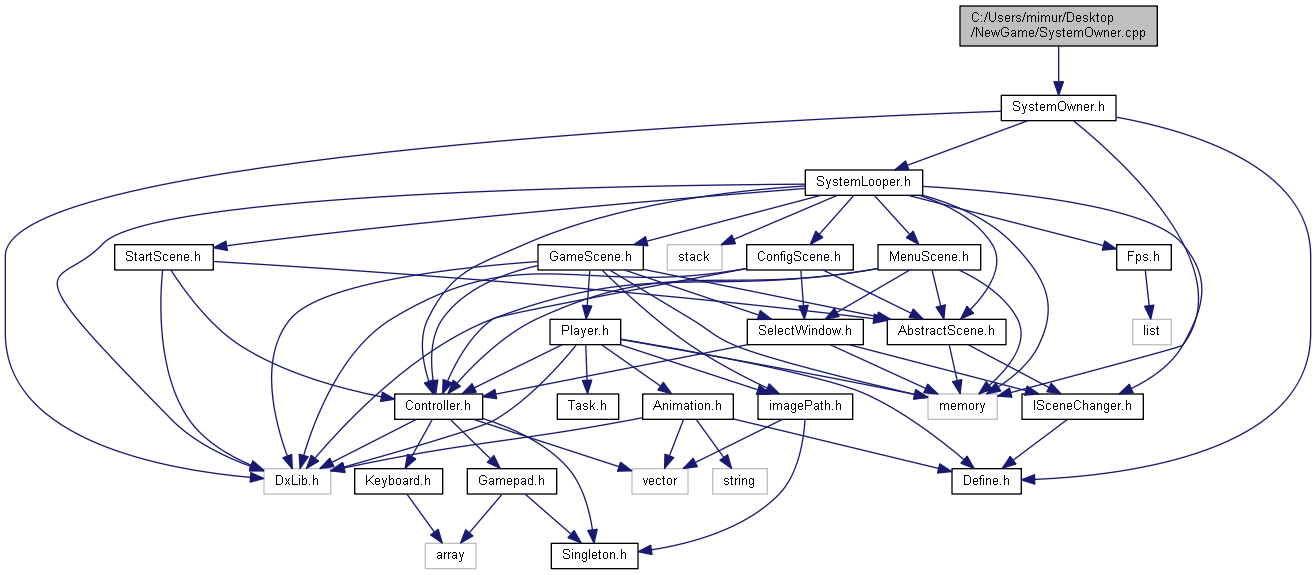 C:/Users/mimur/Desktop
/NewGame/SystemOwner.cpp
SystemOwner.h
SystemLooper.h
StartScene.h
GameScene.h
stack
ConfigScene.h
MenuScene.h
Fps.h
Player.h
SelectWindow.h
AbstractScene.h
list
Controller.h
Task.h
Animation.h
imagePath.h
memory
ISceneChanger.h
DxLib.h
Keyboard.h
Gamepad.h
vector
string
Define.h
array
Singleton.h